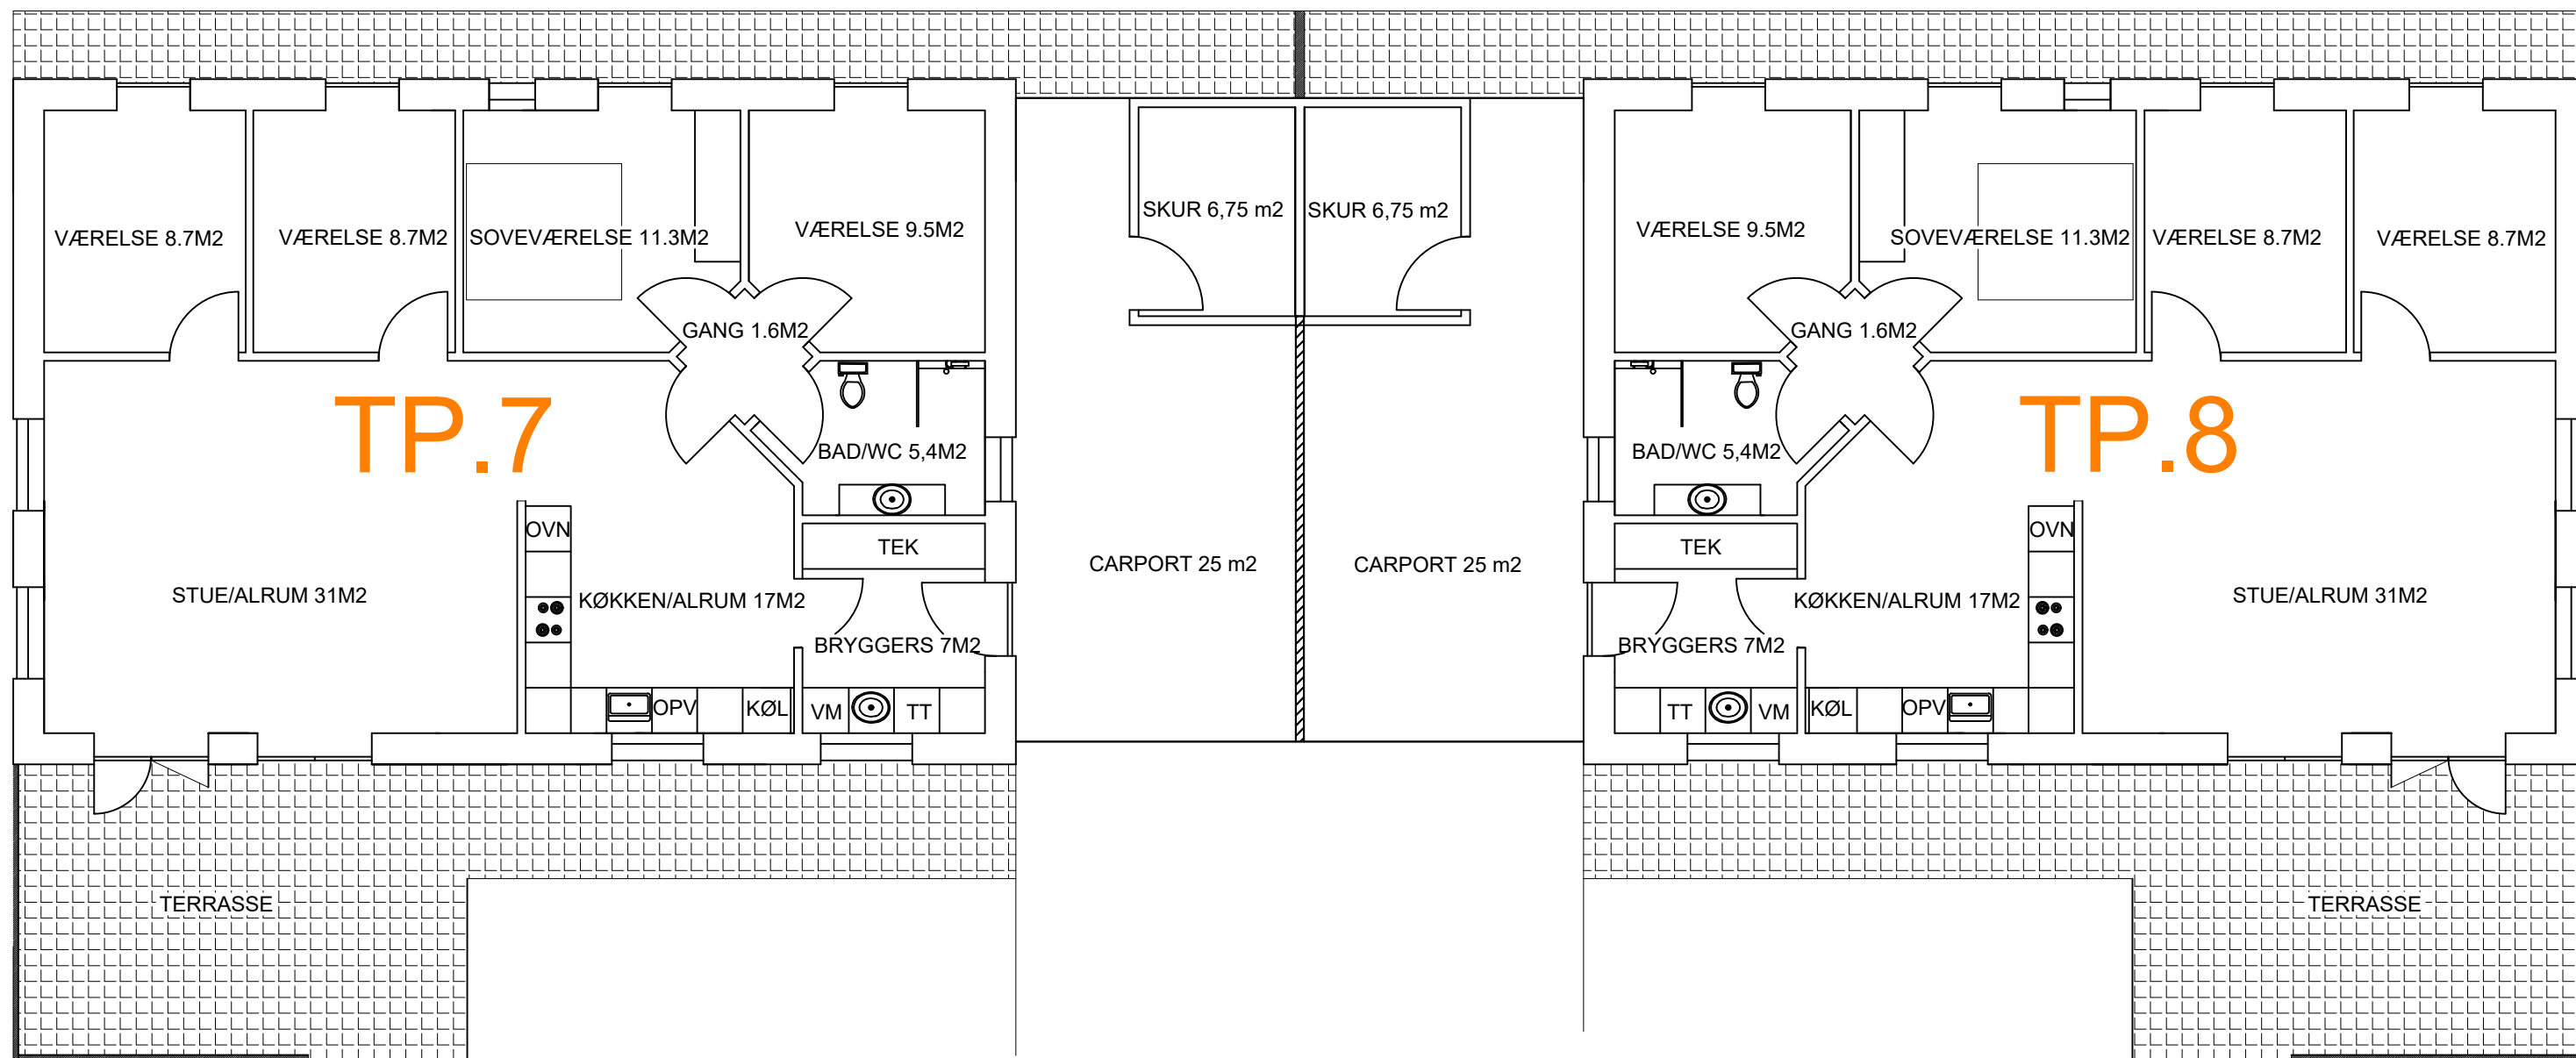 SKUR 6,75 m2
SKUR 6,75 m2
VÆRELSE 8.7M2
VÆRELSE 8.7M2
SOVEVÆRELSE 11.3M2
VÆRELSE 9.5M2
VÆRELSE 9.5M2
SOVEVÆRELSE 11.3M2
VÆRELSE 8.7M2
VÆRELSE 8.7M2
GANG 1.6M2
GANG 1.6M2
TP.7
TP.8
BAD/WC 5,4M2
BAD/WC 5,4M2
OVN
TEK
TEK
OVN
CARPORT 25 m2
CARPORT 25 m2
STUE/ALRUM 31M2
KØKKEN/ALRUM 17M2
KØKKEN/ALRUM 17M2
STUE/ALRUM 31M2
BRYGGERS 7M2
BRYGGERS 7M2
OPV
KØL
VM
TT
TT
VM
KØL
OPV
TERRASSE
TERRASSE